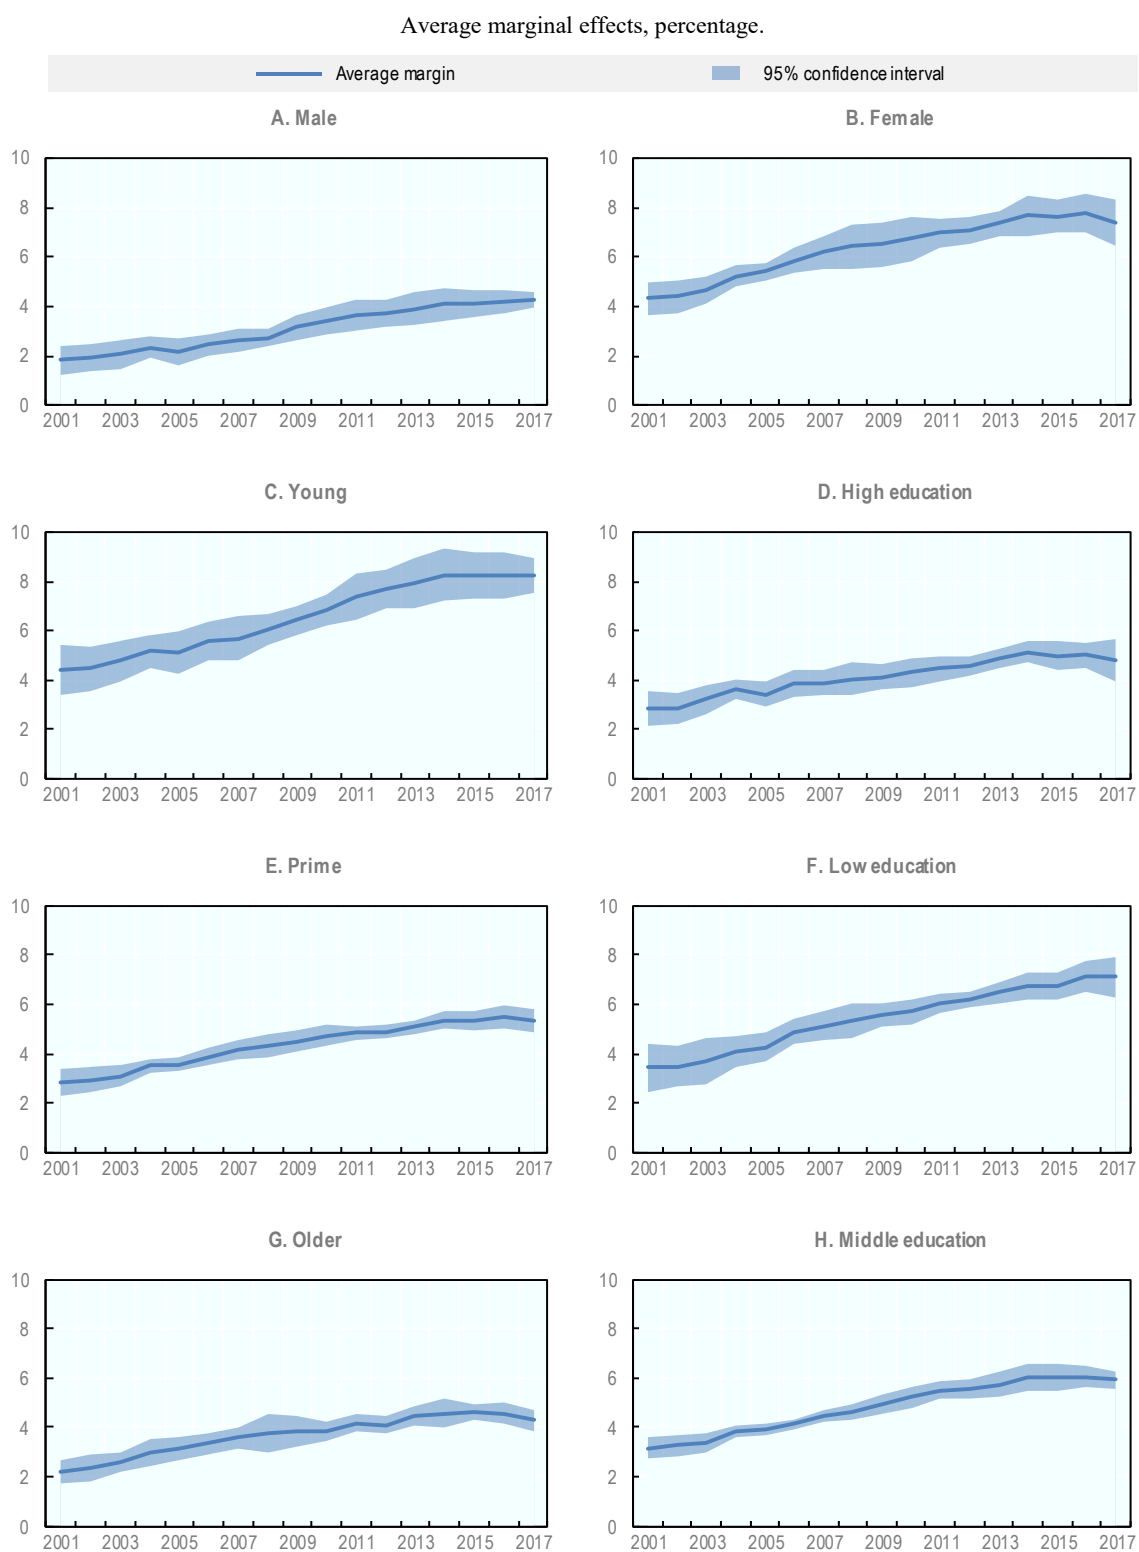 Average marginal effects, percentage.
Average margin 95% confidence interval
A. Male
10
8
6
4
2
0
2001 2003 2005 2007 2009 2011 2013 2015 2017
B. Female
10
8
6
4
2
0
2001 2003 2005 2007 2009 2011 2013 2015 2017
C. Young
10
8
6
4
2
0
2001 2003 2005 2007 2009 2011 2013 2015 2017
D. High education
10
8
6
4
2
0
2001 2003 2005 2007 2009 2011 2013 2015 2017
E. Prime
10
8
6
4
2
0
2001 2003 2005 2007 2009 2011 2013 2015 2017
F. Low education
10
8
6
4
2
0
2001 2003 2005 2007 2009 2011 2013 2015 2017
G. Older
10
8
6
4
2
0
2001 2003 2005 2007 2009 2011 2013 2015 2017
H. Middle education
10
8
6
4
2
0
2001 2003 2005 2007 2009 2011 2013 2015 2017